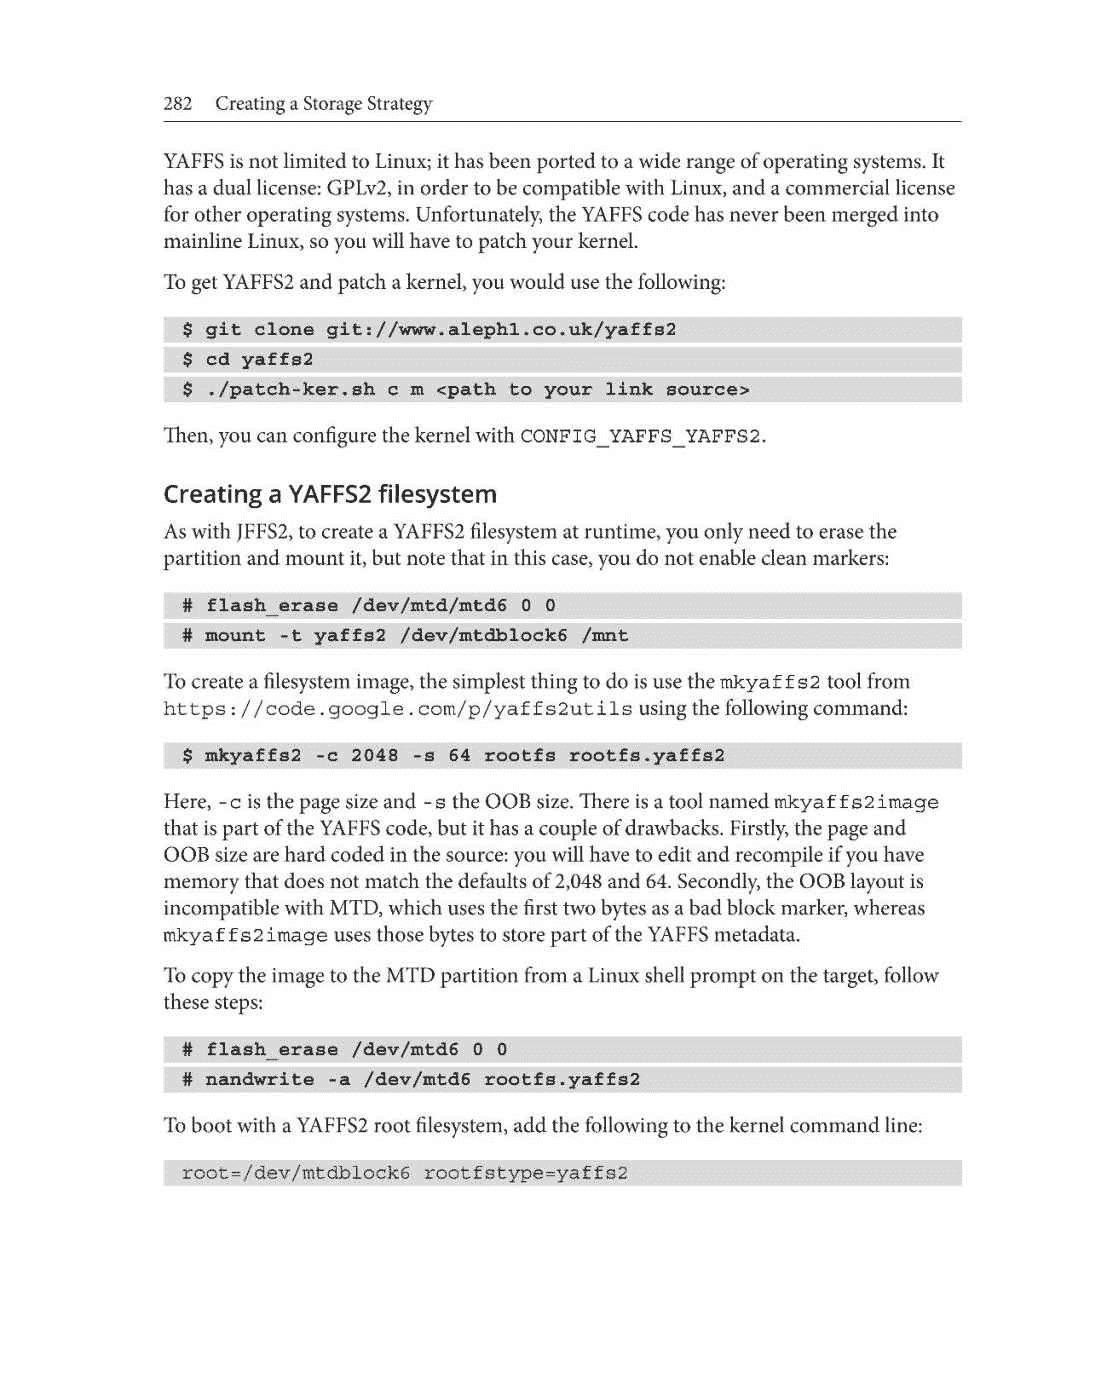 282 Creating a Storage Strategy
YAFFS is not limited to Linux; it has been ported to a wide range of operating systems. It
has a dual license: GPLv2, in order to be compatible with Linux, and a commercial license
for other operating systems. Unfortunately, the YAFFS code has never been merged into
mainline Linux, so you will have to patch your kernel.
To get YAFFS2 and patch a kernel, you would use the following:
$ git clone git://www.aleph1.co.uk/yaffs2
$ cd yaffs2
$ ./patch-ker.sh c m <path to your link source>
Then, you can configure the kernel with CONFIG_YAFFS_YAFFS2.
Creating a YAFFS2 filesystem
As with JFFS2, to create a YAFFS2 filesystem at runtime, you only need to erase the
partition and mount it, but note that in this case, you do not enable clean markers:
# flash_erase /dev/mtd/mtd6 0 0
# mount -t yaffs2 /dev/mtdblock6 /mnt
To create a filesystem image, the simplest thing to do is use the mkyaffs2 tool from
https://code.google.com/p/yaffs2utils using the following command:
$ mkyaffs2 -c 2048 -s 64 rootfs rootfs.yaffs2
Here, -c is the page size and -s the OOB size. There is a tool named mkyaffs2image
that is part of the YAFFS code, but it has a couple of drawbacks. Firstly, the page and
OOB size are hard coded in the source: you will have to edit and recompile if you have
memory that does not match the defaults of 2,048 and 64. Secondly, the OOB layout is
incompatible with MTD, which uses the first two bytes as a bad block marker, whereas
mkyaffs2image uses those bytes to store part of the YAFFS metadata.
To copy the image to the MTD partition from a Linux shell prompt on the target, follow
these steps:
# flash_erase /dev/mtd6 0 0
# nandwrite -a /dev/mtd6 rootfs.yaffs2
To boot with a YAFFS2 root filesystem, add the following to the kernel command line:
root=/dev/mtdblock6 rootfstype=yaffs2